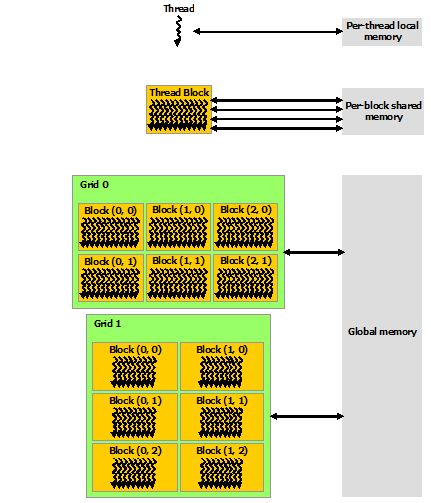 Thread
Per-thread local
memory
Thread Block
Per-block shared
memory
Grid 0
Block (0, 0) Block (1, 0) Block (2, 0)
Block (0, 1) Block (1, 1) Block (2, 1)
Grid 1
Block (0, 0) Block (1, 0)
Block (0, 1) Block (1, 1)
Block (0, 2) Block (1, 2)
Global memory